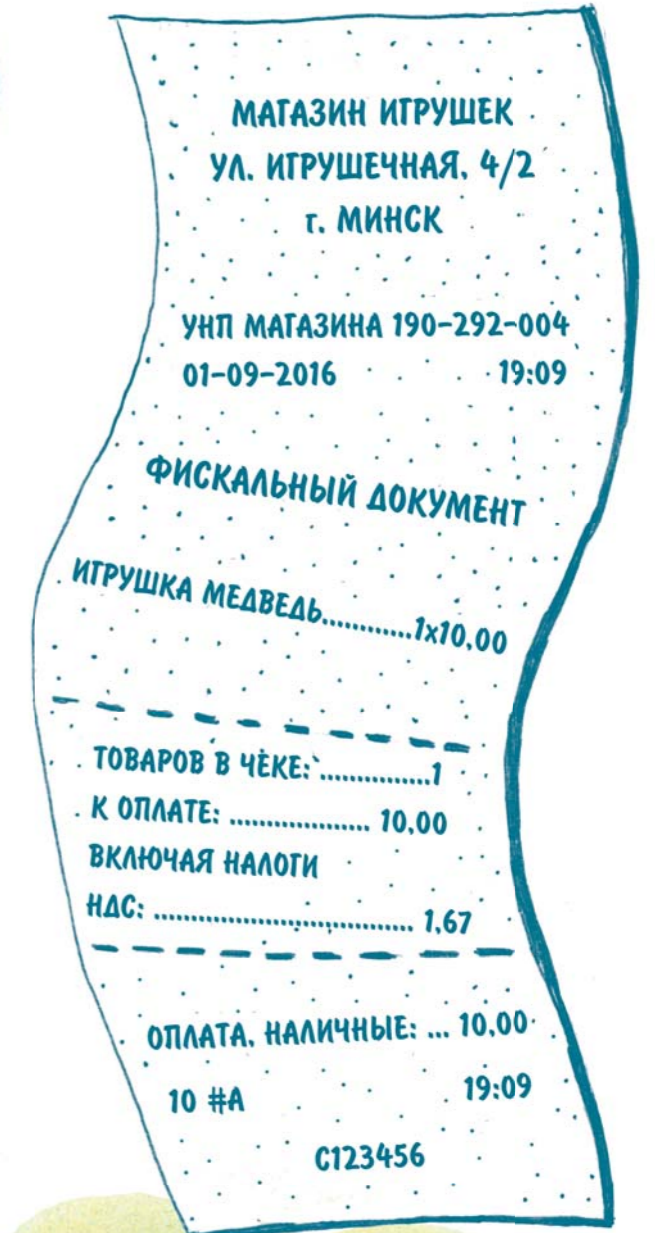 МАГАЗИН ИГРУШЕК
УЛ. ИГРУШЕЧНАЯ, 4/2
г. МИНСК
УНП МАГАЗИНА 190-292-004
01-09-2016 19:09
ФИСКАЛЬНЫЙ ДОКУМЕНТ
ИГРУШКА МЕДВЕДЬ............1x10,00
ТОВАРОВ В ЧЕКЕ: ...............1
К ОПЛАТЕ: ................... 10,00
ВКЛЮЧАЯ НАЛОГИ
НДС: ................................... 1,67
ОПЛАТА, НАЛИЧНЫЕ: ... 10,00
10 #А 19:09
С123456